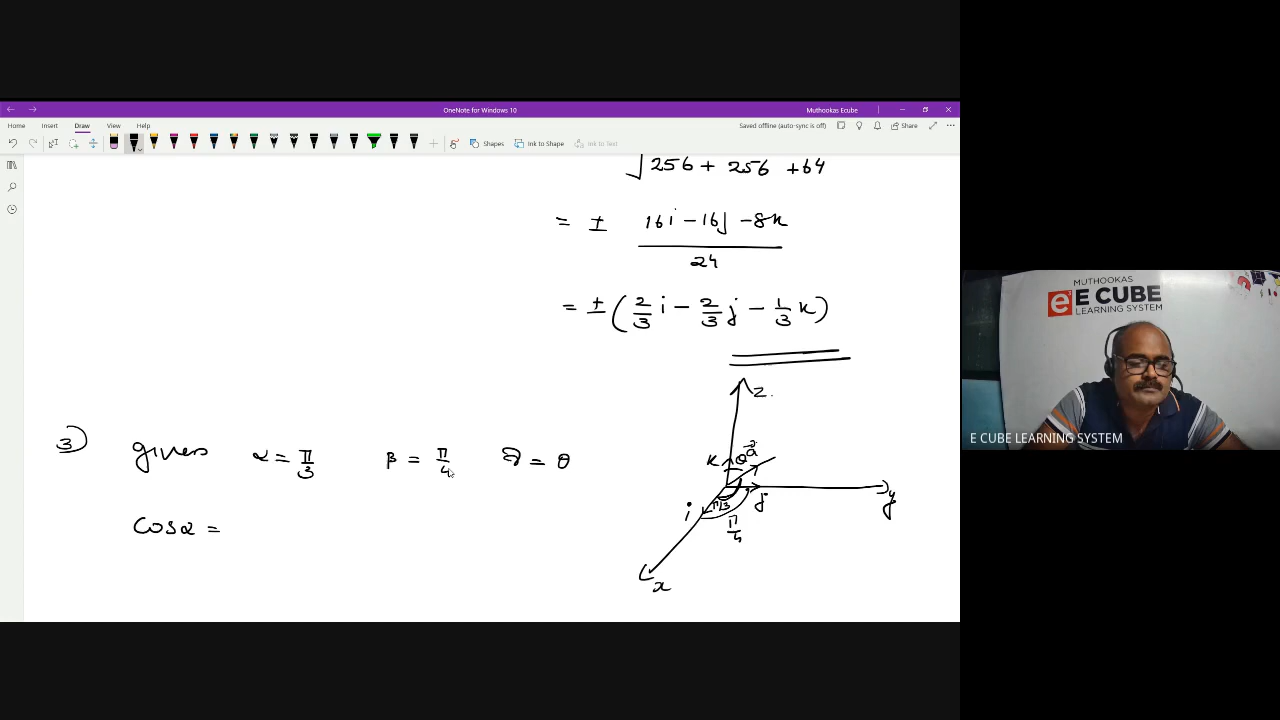 OneNote for Windows 10
Muthookas Ecube
Home Insert Draw View Help
Saved offline (auto-sync is off)
Share
Shapes
Ink to Shape
Ink to Text
√256 + 256 + 64
= ± 16i − 16j − 8k
24
= ± (2/3 i − 2/3 j − 1/3 k)
z
3) given α = π/3 β = π/4 = θ
k θ a⃗
i π/3 j y
π/4
cosα =
x
MUTHOOKAS
e3 E CUBE
LEARNING SYSTEM
E CUBE LEARNING SYSTEM